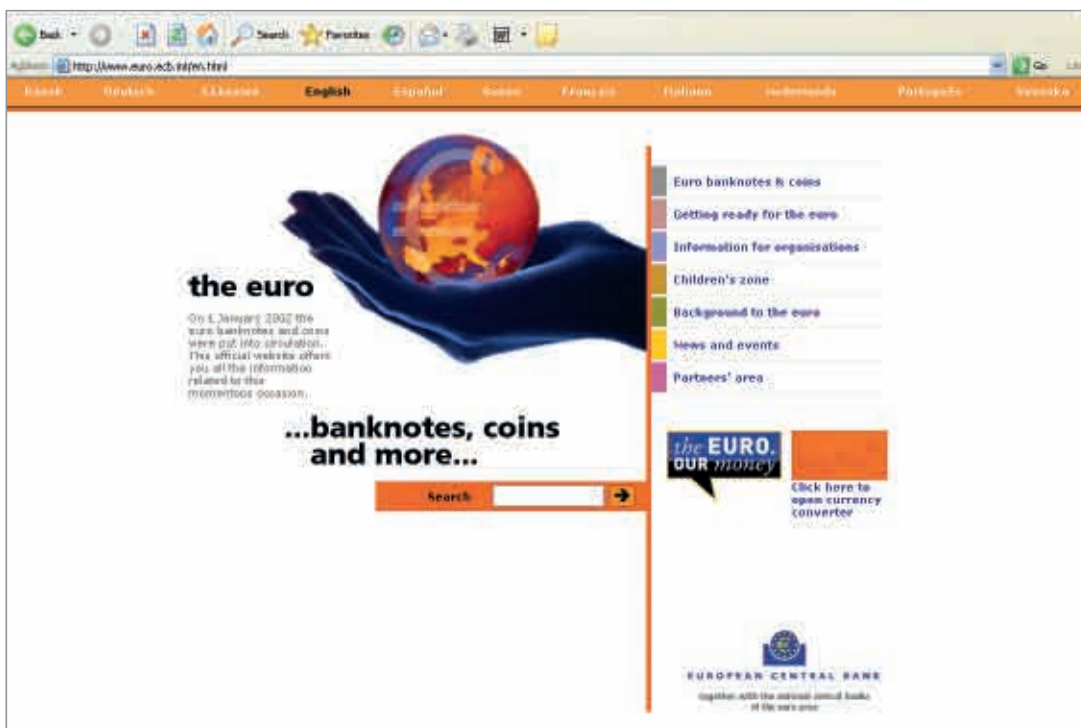 Back Search Favorites
Address http://www.euro.ecb.int/en.html Go
Dansk Deutsch Ελληνικά English Español Suomi Français Italiano Nederlands Português Svenska
Euro banknotes & coins
Getting ready for the euro
Information for organisations
Children's zone
Background to the euro
News and events
Partners' area
the euro
On 1 January 2002 the
euro banknotes and coins
were put into circulation.
This official website offers
you all the information
related to this
momentous occasion.
...banknotes, coins
and more...
Search
the EURO.
OUR money
Click here to
open currency
converter
EUROPEAN CENTRAL BANK
together with the national central banks
of the euro area